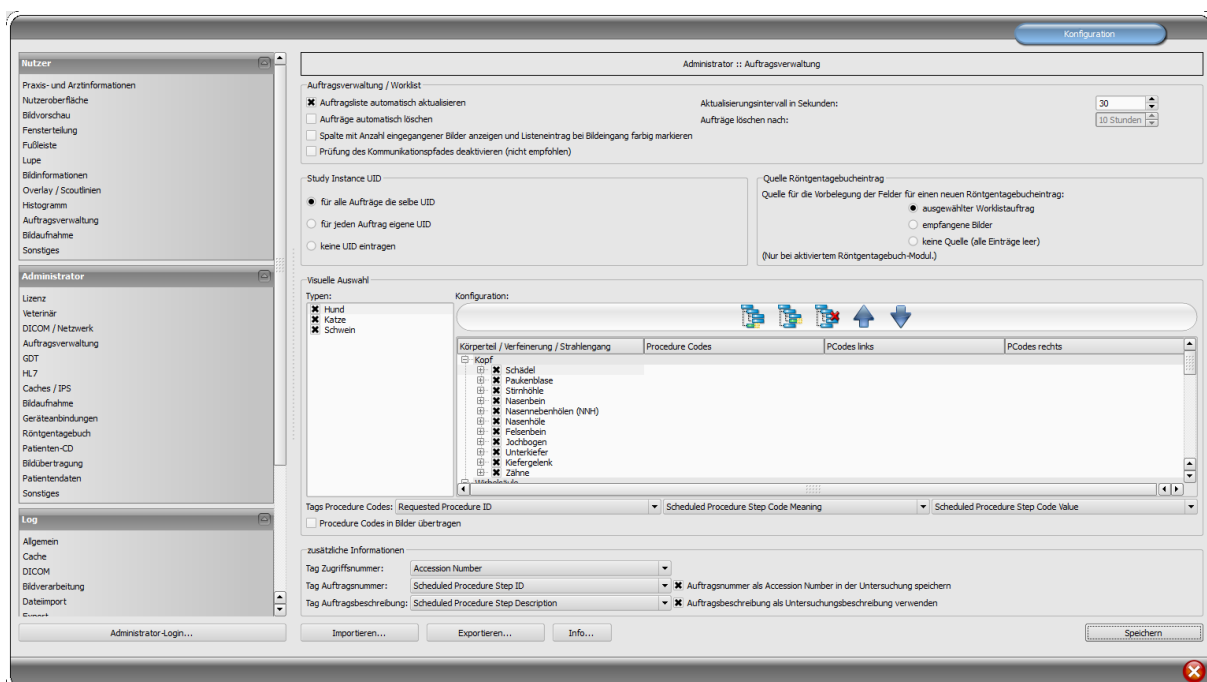 Konfiguration
Nutzer
Praxis- und Arztinformationen
Nutzeroberfläche
Bildvorschau
Fensterteilung
Fußleiste
Lupe
Bildinformationen
Overlay / Scoutlinien
Histogramm
Auftragsverwaltung
Bildaufnahme
Sonstiges
Administrator
Lizenz
Veterinär
DICOM / Netzwerk
Auftragsverwaltung
GDT
HL7
Caches / IPS
Bildaufnahme
Geräteanbindungen
Röntgentagebuch
Patienten-CD
Bildübertragung
Patientendaten
Sonstiges
Log
Allgemein
Cache
DICOM
Bildverarbeitung
Dateiimport
Export
Administrator-Login...
Administrator :: Auftragsverwaltung
Auftragsverwaltung / Worklist
Auftragsliste automatisch aktualisieren
Aktualisierungsintervall in Sekunden: 30
Aufträge automatisch löschen
Aufträge löschen nach: 10 Stunden
Spalte mit Anzahl eingegangener Bilder anzeigen und Listeneintrag bei Bildeingang farbig markieren
Prüfung des Kommunikationspfades deaktivieren (nicht empfohlen)
Study Instance UID
für alle Aufträge die selbe UID
für jeden Auftrag eigene UID
keine UID eintragen
Quelle Röntgentagebucheintrag
Quelle für die Vorbelegung der Felder für einen neuen Röntgentagebucheintrag:
ausgewählter Worklistauftrag
empfangene Bilder
keine Quelle (alle Einträge leer)
(Nur bei aktiviertem Röntgentagebuch-Modul.)
Visuelle Auswahl
Typen:
Hund
Katze
Schwein
Konfiguration:
Körperteil / Verfeinerung / Strahlengang Procedure Codes PCodes links PCodes rechts
Kopf
Schädel
Paukenblase
Stirnhöhle
Nasenbein
Nasennebenhölen (NNH)
Nasenhöle
Felsenbein
Jochbogen
Unterkiefer
Kiefergelenk
Zähne
Wirbelsäule
Tags Procedure Codes: Requested Procedure ID Scheduled Procedure Step Code Meaning Scheduled Procedure Step Code Value
Procedure Codes in Bilder übertragen
zusätzliche Informationen
Tag Zugriffsnummer: Accession Number
Tag Auftragsnummer: Scheduled Procedure Step ID Auftragsnummer als Accession Number in der Untersuchung speichern
Tag Auftragsbeschreibung: Scheduled Procedure Step Description Auftragsbeschreibung als Untersuchungsbeschreibung verwenden
Importieren... Exportieren... Info... Speichern